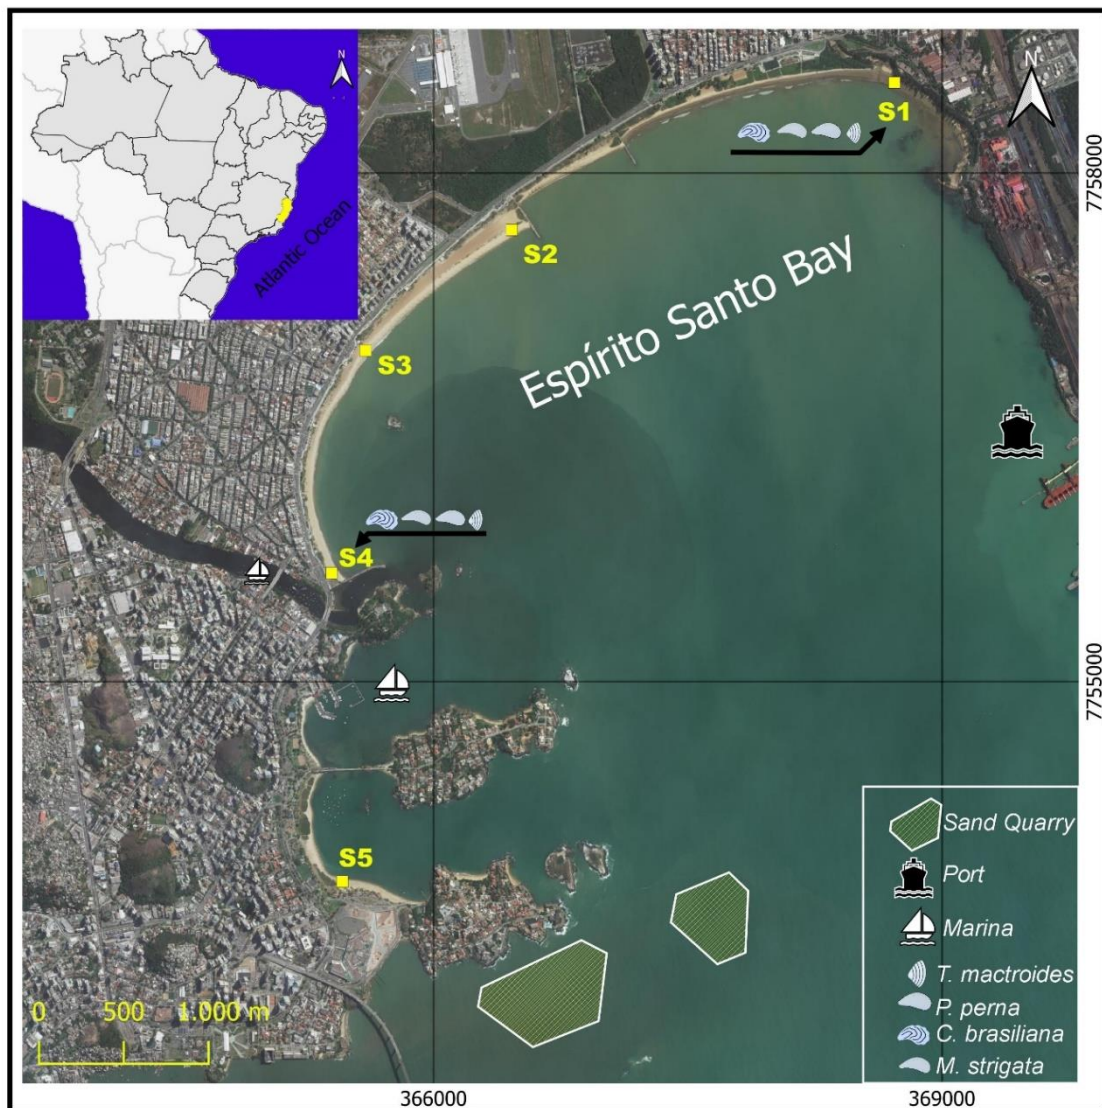 N
Atlantic Ocean
N
S1
7758000
S2
Espírito Santo Bay
S3
S4
7755000
S5
0 500 1.000 m
Sand Quarry
Port
Marina
T. mactroides
P. perna
C. brasiliana
M. strigata
366000 369000